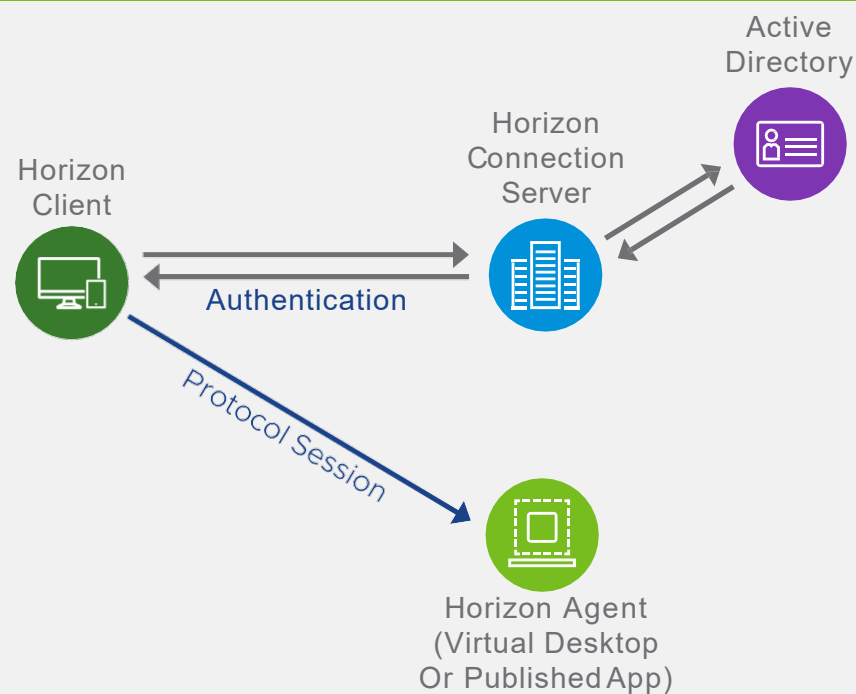 Active
Directory
Horizon
Connection
Server
Horizon
Client
Authentication
Protocol Session
Horizon Agent
(Virtual Desktop
Or Published App)